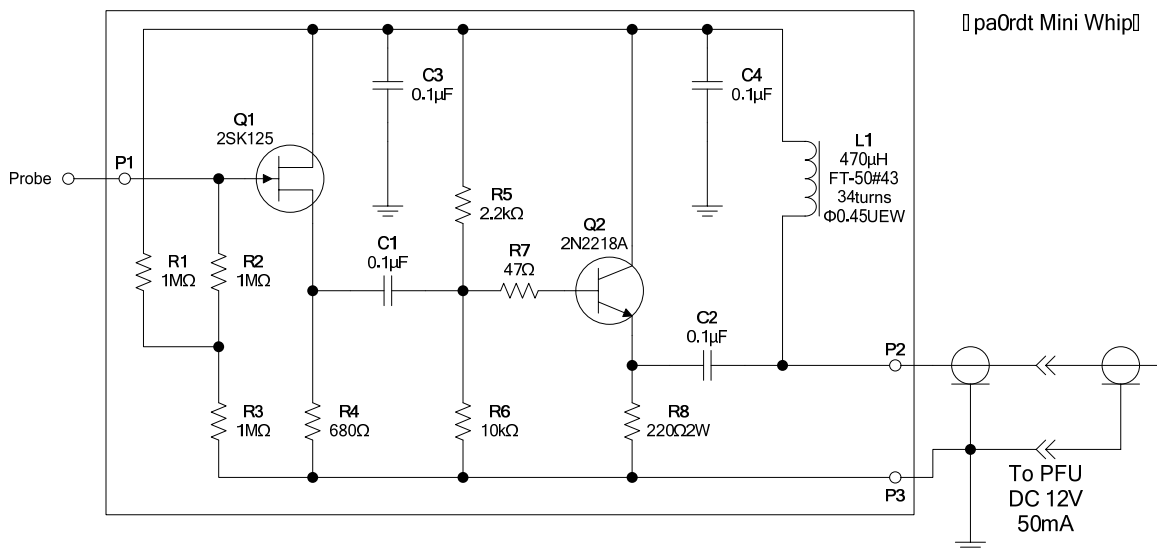 ▯pa0rdt Mini Whip▯
C3
0.1µF
C4
0.1µF
Q1
2SK125
L1
470µH
FT-50#43
34turns
Φ0.45UEW
Probe
P1
R5
2.2kΩ
Q2
2N2218A
C1
0.1µF
R7
47Ω
R1
1MΩ
R2
1MΩ
C2
0.1µF
P2
R3
1MΩ
R4
680Ω
R6
10kΩ
R8
220Ω2W
P3
To PFU
DC 12V
50mA